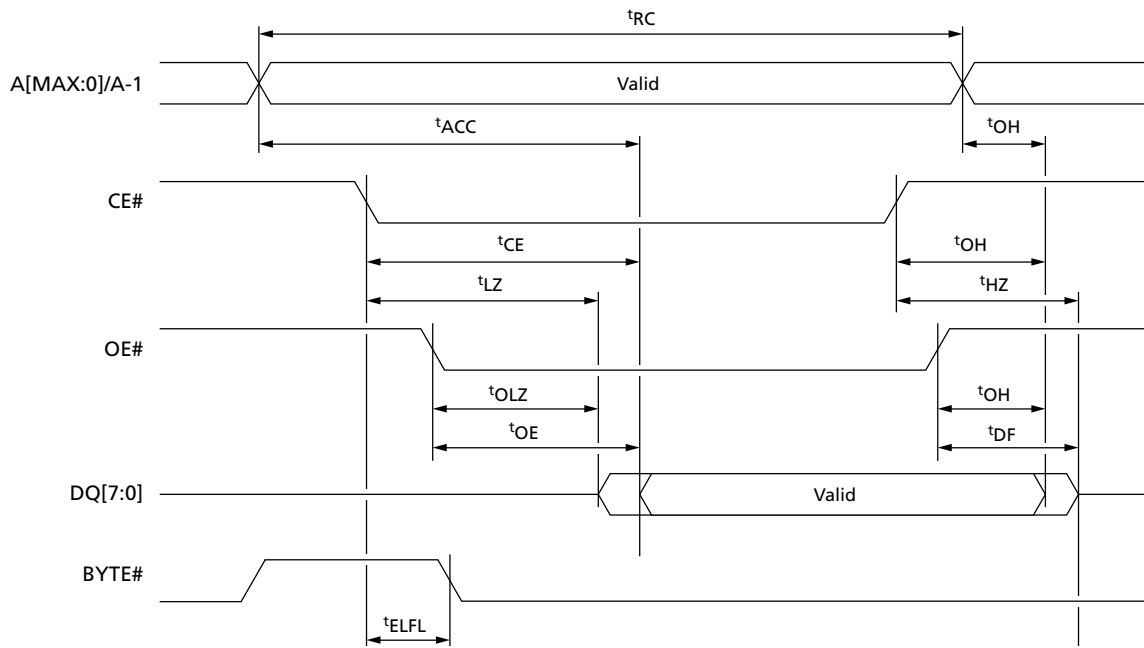 tRC
A[MAX:0]/A-1 Valid
tACC tOH
CE#
tCE tOH
tLZ tHZ
OE#
tOLZ tOH
tOE tDF
DQ[7:0] Valid
BYTE#
tELFL